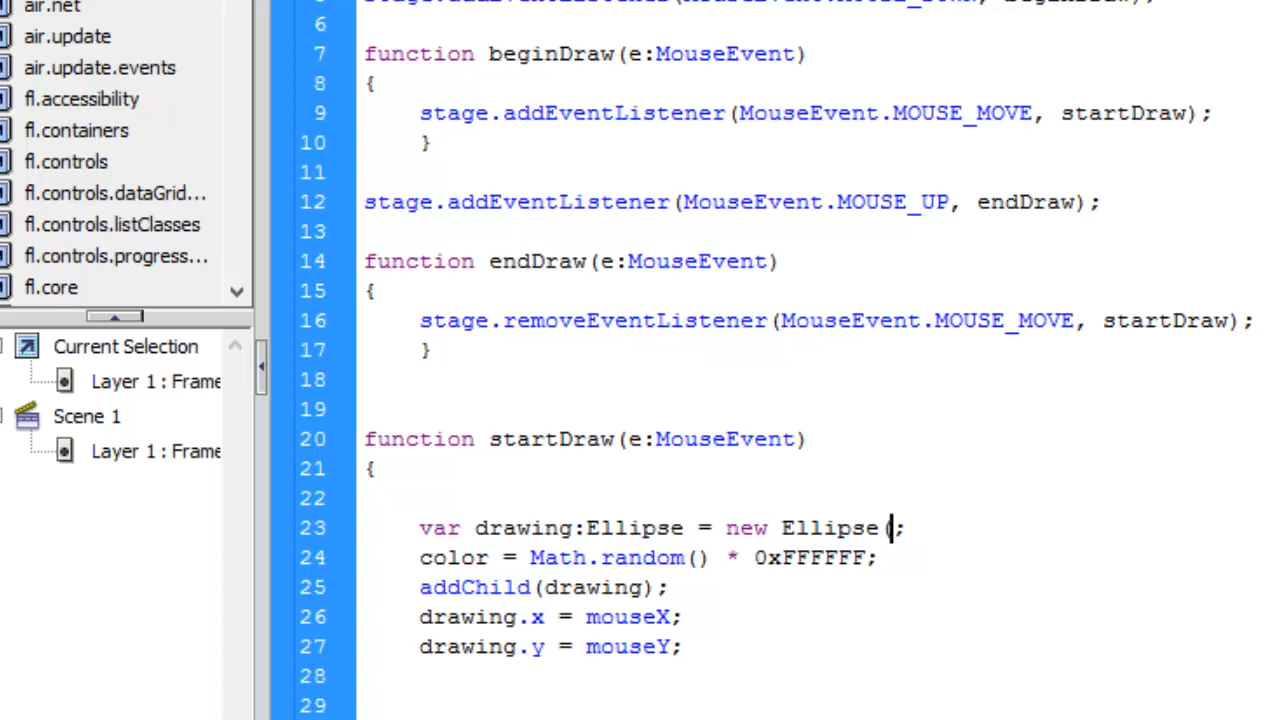 air.net
air.update
air.update.events
fl.accessibility
fl.containers
fl.controls
fl.controls.dataGrid...
fl.controls.listClasses
fl.controls.progress...
fl.core
Current Selection
Layer 1 : Frame
Scene 1
Layer 1 : Frame
6
7 function beginDraw(e:MouseEvent)
8 {
9 stage.addEventListener(MouseEvent.MOUSE_MOVE, startDraw);
10 }
11
12 stage.addEventListener(MouseEvent.MOUSE_UP, endDraw);
13
14 function endDraw(e:MouseEvent)
15 {
16 stage.removeEventListener(MouseEvent.MOUSE_MOVE, startDraw);
17 }
18
19
20 function startDraw(e:MouseEvent)
21 {
22
23 var drawing:Ellipse = new Ellipse(;
24 color = Math.random() * 0xFFFFFF;
25 addChild(drawing);
26 drawing.x = mouseX;
27 drawing.y = mouseY;
28
29